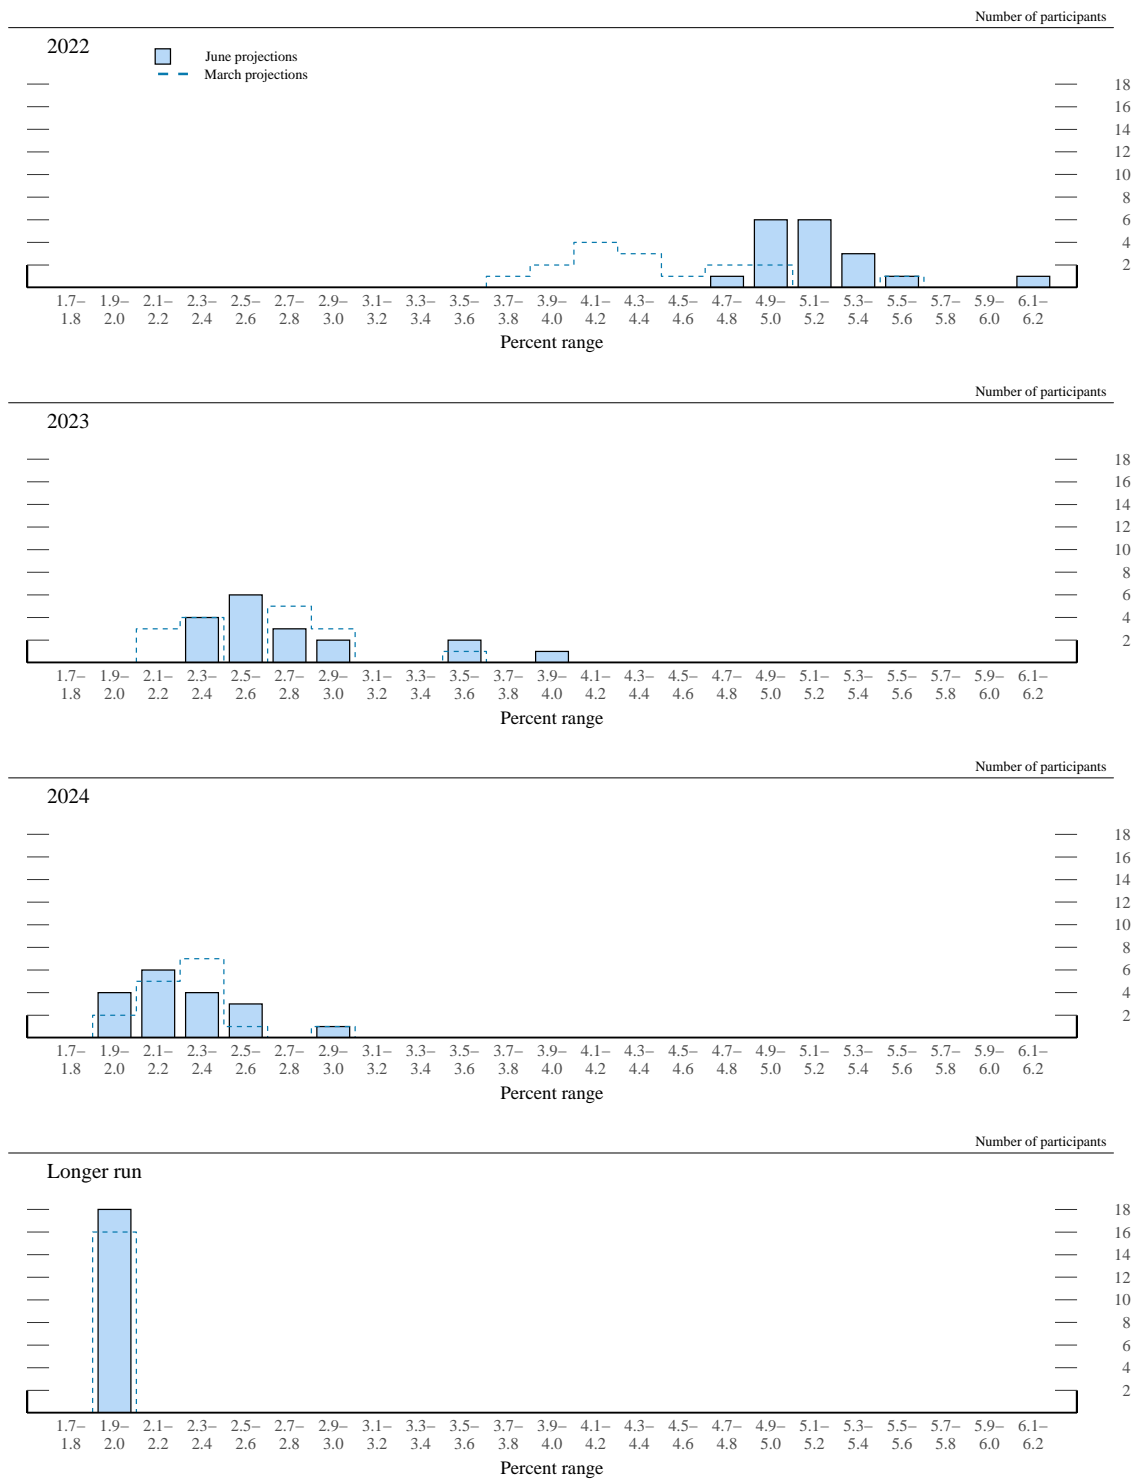 Number of participants
2022
June projections
March projections
18
16
14
12
10
8
6
4
2
1.7– 1.9– 2.1– 2.3– 2.5– 2.7– 2.9– 3.1– 3.3– 3.5– 3.7– 3.9– 4.1– 4.3– 4.5– 4.7– 4.9– 5.1– 5.3– 5.5– 5.7– 5.9– 6.1–
1.8 2.0 2.2 2.4 2.6 2.8 3.0 3.2 3.4 3.6 3.8 4.0 4.2 4.4 4.6 4.8 5.0 5.2 5.4 5.6 5.8 6.0 6.2
Percent range
Number of participants
2023
18
16
14
12
10
8
6
4
2
1.7– 1.9– 2.1– 2.3– 2.5– 2.7– 2.9– 3.1– 3.3– 3.5– 3.7– 3.9– 4.1– 4.3– 4.5– 4.7– 4.9– 5.1– 5.3– 5.5– 5.7– 5.9– 6.1–
1.8 2.0 2.2 2.4 2.6 2.8 3.0 3.2 3.4 3.6 3.8 4.0 4.2 4.4 4.6 4.8 5.0 5.2 5.4 5.6 5.8 6.0 6.2
Percent range
Number of participants
2024
18
16
14
12
10
8
6
4
2
1.7– 1.9– 2.1– 2.3– 2.5– 2.7– 2.9– 3.1– 3.3– 3.5– 3.7– 3.9– 4.1– 4.3– 4.5– 4.7– 4.9– 5.1– 5.3– 5.5– 5.7– 5.9– 6.1–
1.8 2.0 2.2 2.4 2.6 2.8 3.0 3.2 3.4 3.6 3.8 4.0 4.2 4.4 4.6 4.8 5.0 5.2 5.4 5.6 5.8 6.0 6.2
Percent range
Number of participants
Longer run
18
16
14
12
10
8
6
4
2
1.7– 1.9– 2.1– 2.3– 2.5– 2.7– 2.9– 3.1– 3.3– 3.5– 3.7– 3.9– 4.1– 4.3– 4.5– 4.7– 4.9– 5.1– 5.3– 5.5– 5.7– 5.9– 6.1–
1.8 2.0 2.2 2.4 2.6 2.8 3.0 3.2 3.4 3.6 3.8 4.0 4.2 4.4 4.6 4.8 5.0 5.2 5.4 5.6 5.8 6.0 6.2
Percent range